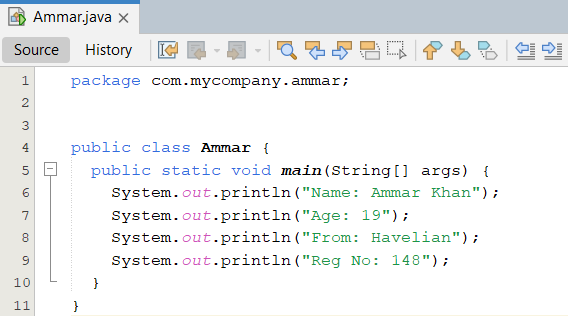 Ammar.java
Source History
1 package com.mycompany.ammar;
2
3
4 public class Ammar {
5 public static void main(String[] args) {
6 System.out.println("Name: Ammar Khan");
7 System.out.println("Age: 19");
8 System.out.println("From: Havelian");
9 System.out.println("Reg No: 148");
10 }
11 }